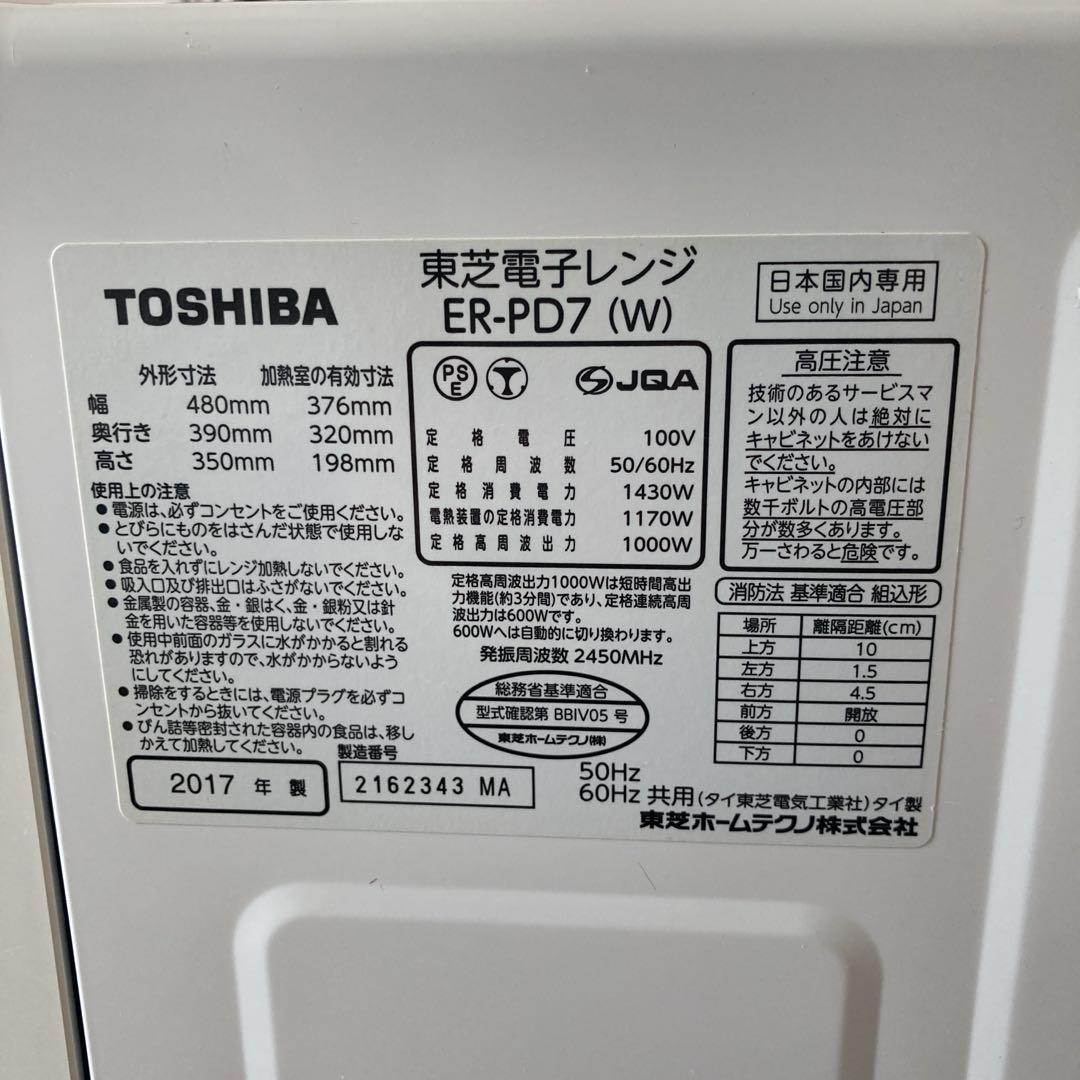 TOSHIBA
東芝電子レンジ
ER-PD7 (W)
日本国内専用
Use only in Japan
外形寸法 加熱室の有効寸法
幅 480mm 376mm
奥行き 390mm 320mm
高さ 350mm 198mm
使用上の注意
●電源は、必ずコンセントをご使用ください。
●とびらにものをはさんだ状態で使用しな
いでください。
●食品を入れずにレンジ加熱しないでください。
●吸入口及び排出口はふさがないでください。
●金属製の容器、金・銀はく、金・銀粉又は針
金を用いた容器等を使用しないでください。
●使用中前面のガラスに水がかかると割れる
恐れがありますので、水がかからないよう
にしてください。
●掃除をするときには、電源プラグを必ずコ
ンセントから抜いてください。
●びん詰等密封された容器内の食品は、移し
かえて加熱してください。
2017 年 製
製造番号
2162343 MA
PS
E
JQA
定格電圧 100V
定格周波数 50/60Hz
定格消費電力 1430W
電熱装置の定格消費電力 1170W
定格高周波出力 1000W
定格高周波出力1000Wは短時間高出
力機能(約3分間)であり、定格連続高周
波出力は600Wです。
600Wへは自動的に切り換わります。
発振周波数 2450MHz
総務省基準適合
型式確認第 BBIV05 号
東芝ホームテクノ(株)
高圧注意
技術のあるサービスマ
ン以外の人は絶対に
キャビネットをあけない
でください。
キャビネットの内部には
数千ボルトの高電圧部
分が数多くあります。
万一さわると危険です。
消防法 基準適合 組込形
場所 離隔距離(cm)
上方 10
左方 1.5
右方 4.5
前方 開放
後方 0
下方 0
50Hz
60Hz 共用 (タイ東芝電気工業社)タイ製
東芝ホームテクノ株式会社